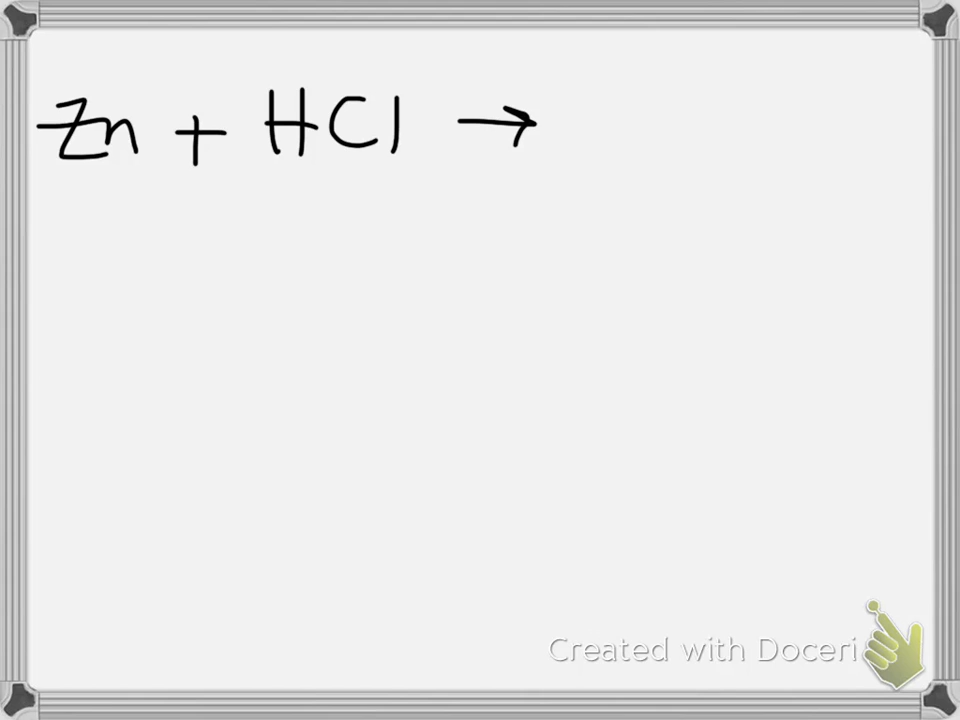 Zn + HCl →
Created with Doceri